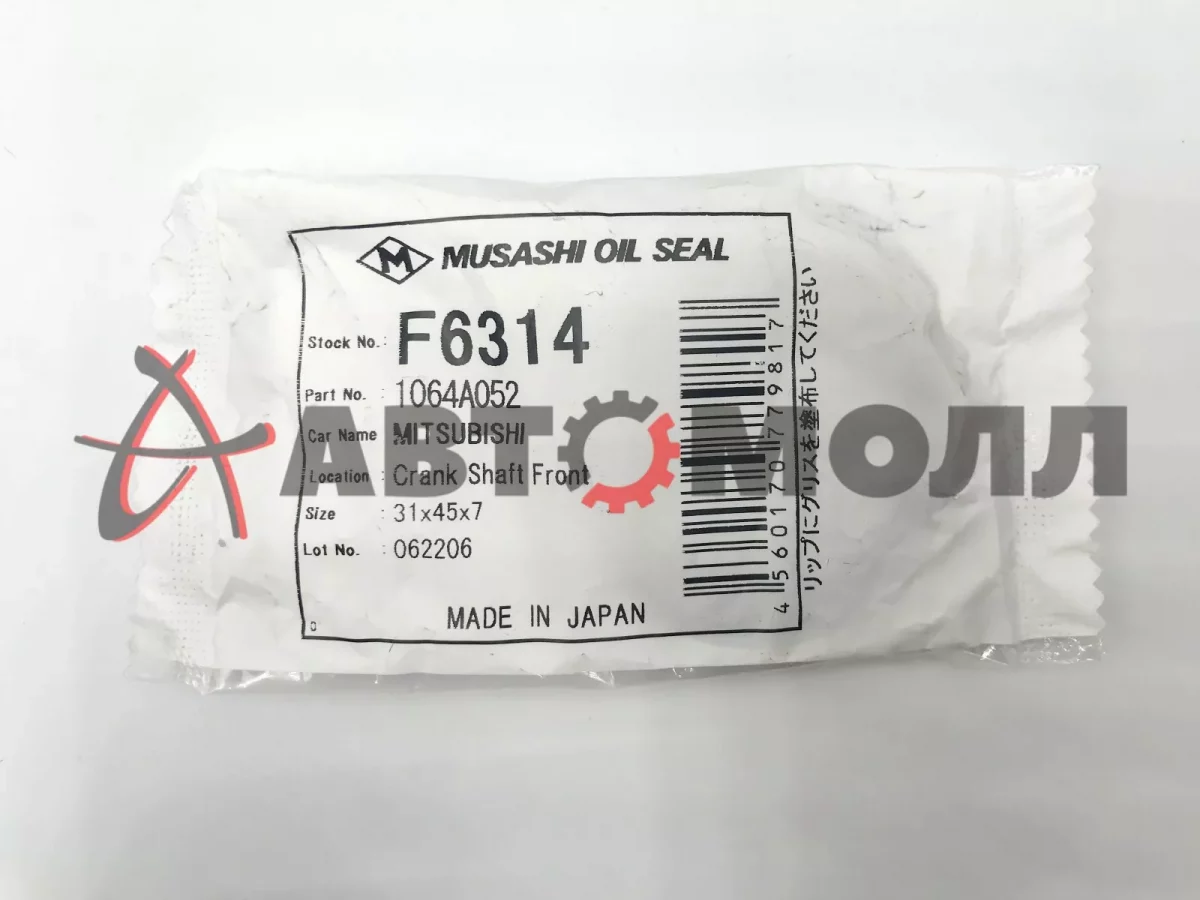 M MUSASHI OIL SEAL
Stock No. : F6314
Part No. : 1064A052
Car Name MITSUBISHI
Location : Crank Shaft Front
Size : 31x45x7
Lot No. : 062206
0 MADE IN JAPAN
4 560170 779817
リップにグリスを塗布してください
АВТОМОЛЛ